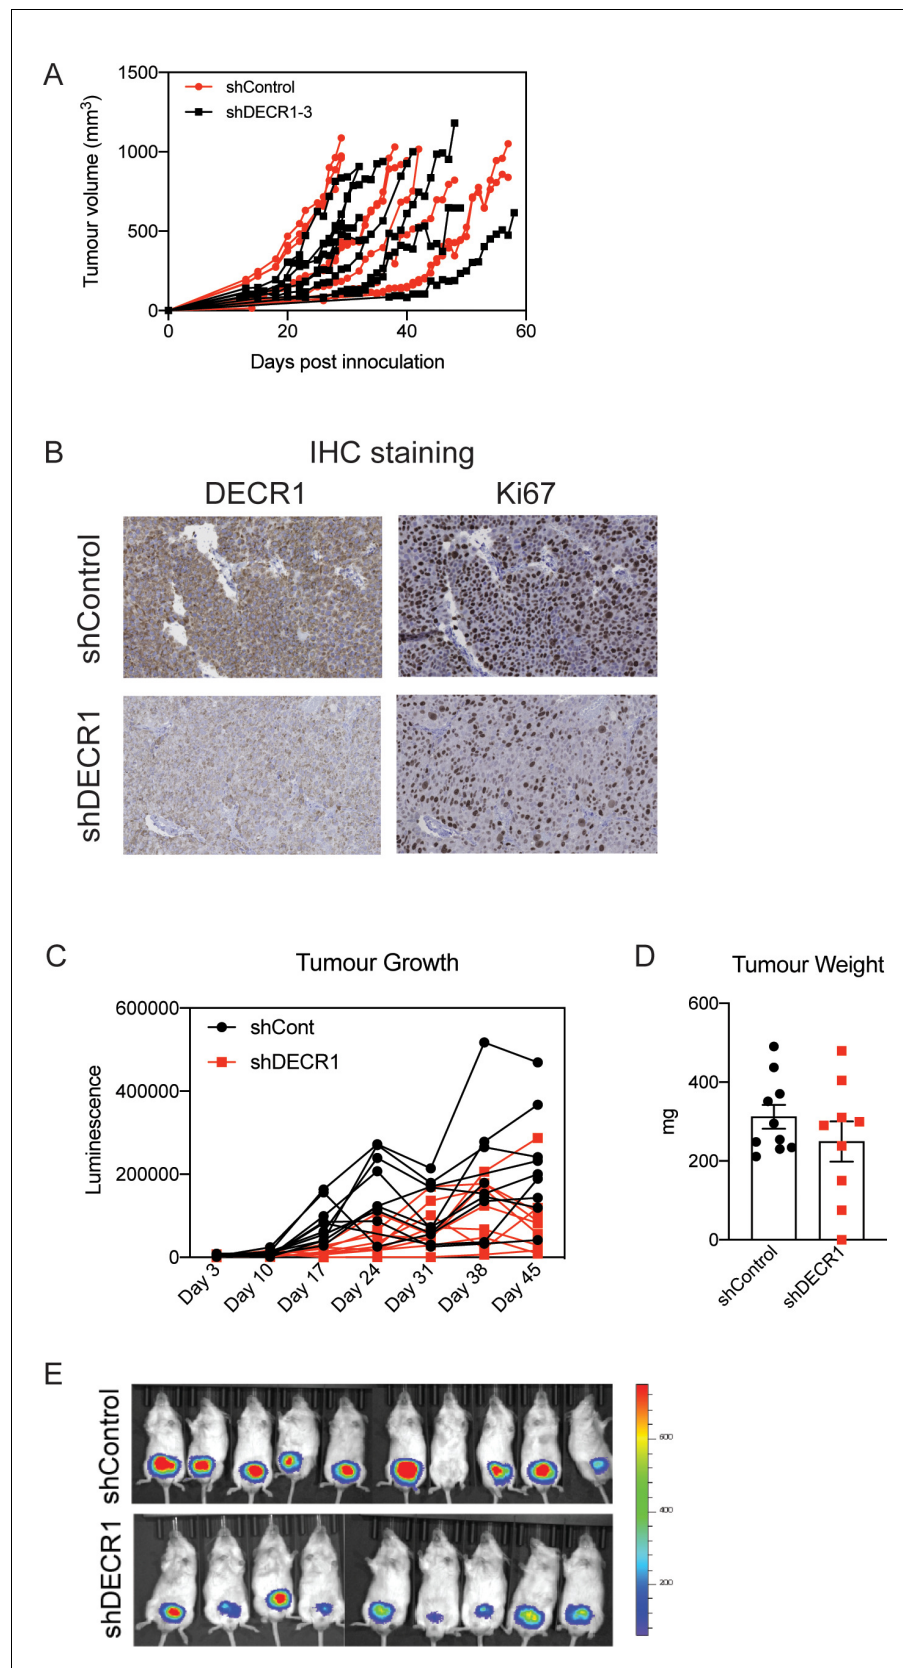 A
1500
1000
500
0
Tumour volume (mm3)
shControl
shDECR1-3
0 20 40 60
Days post innoculation
B
IHC staining
DECR1 Ki67
shControl
shDECR1
C
Tumour Growth
600000
400000
200000
0
Luminescence
shCont
shDECR1
Day 3 Day 10 Day 17 Day 24 Day 31 Day 38 Day 45
D
Tumour Weight
600
400
200
0
mg
shControl shDECR1
E
shControl
shDECR1
600
400
200